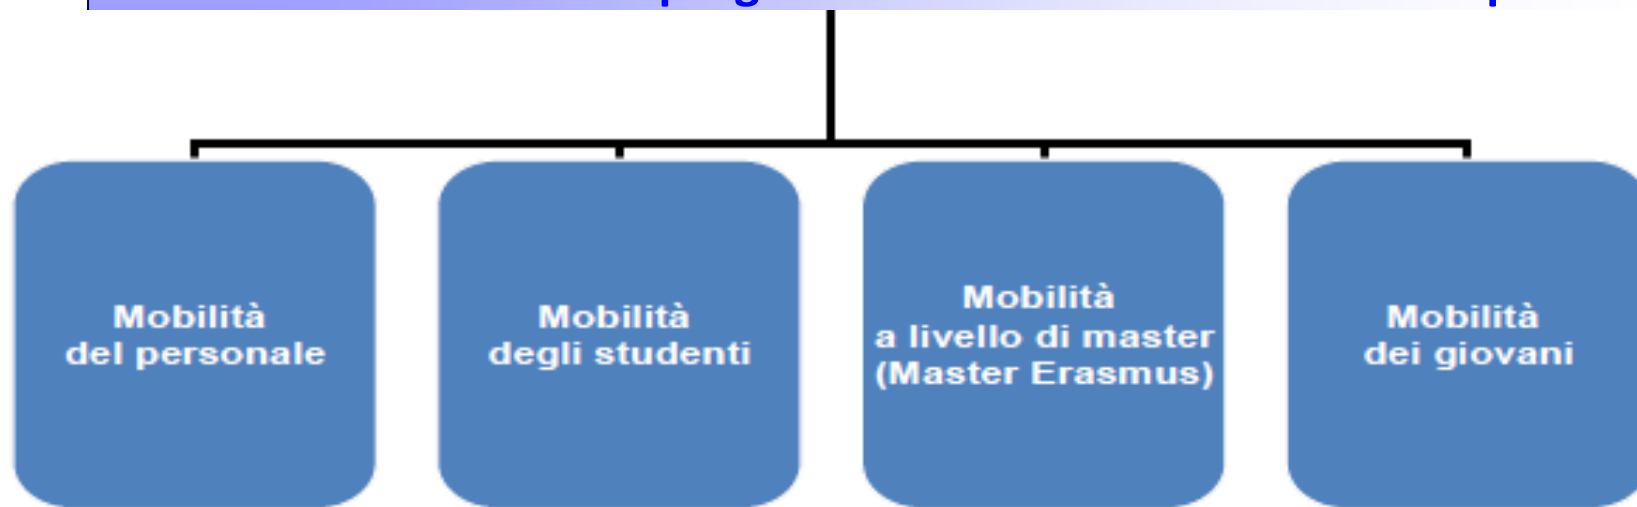 Mobilità
del personale
Mobilità
degli studenti
Mobilità
a livello di master
(Master Erasmus)
Mobilità
dei giovani